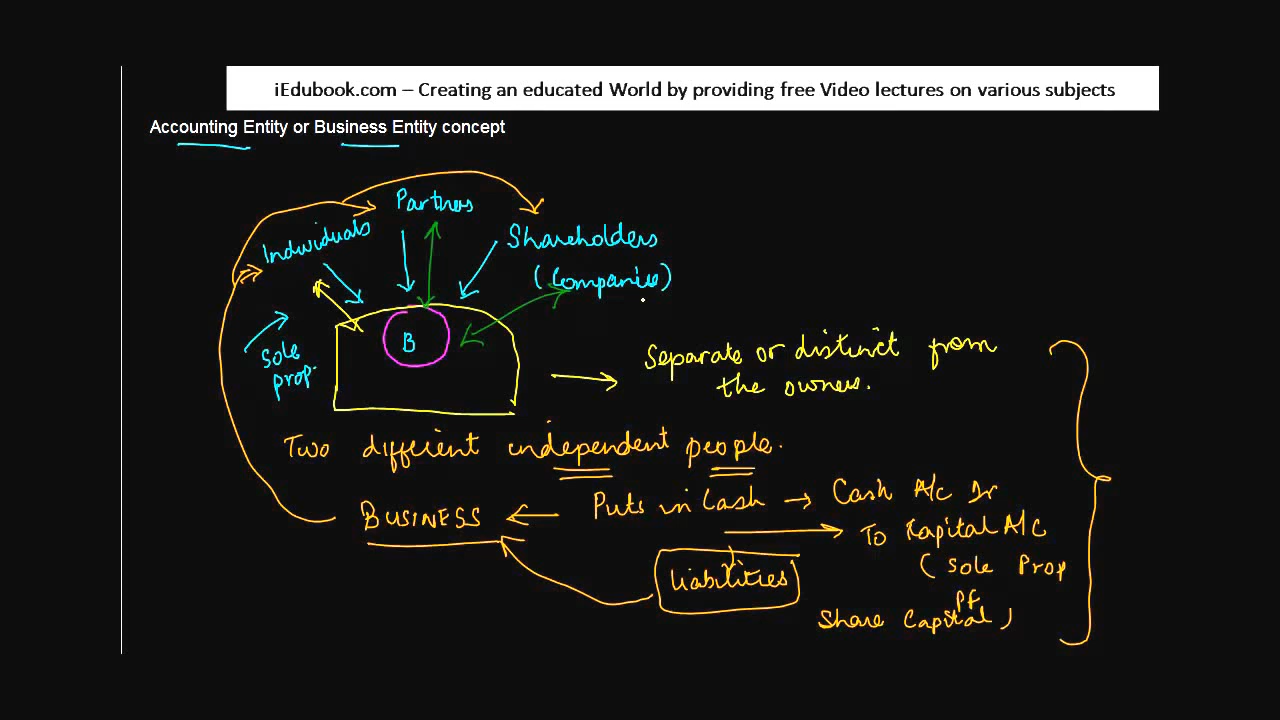 iEdubook.com – Creating an educated World by providing free Video lectures on various subjects
Accounting Entity or Business Entity concept
Partners
Individuals
Shareholders
(Companies)
B
Sole
prop.
Separate or distinct from
the owners.
Two different independent people.
BUSINESS ← Puts in Cash → Cash A/c Dr
To Kapital A/C
(Sole Prop
liabilities
PF
Share Capital)